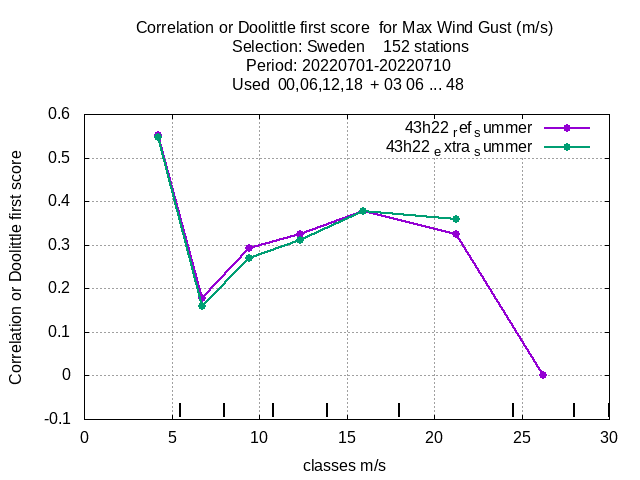 Correlation or Doolittle first score  for Max Wind Gust (m/s)
Selection: Sweden    152 stations
Period: 20220701-20220710
Used  00,06,12,18  + 03 06 ... 48
43h22 ref summer
43h22 extra summer
Correlation or Doolittle first score
0.6
0.5
0.4
0.3
0.2
0.1
0
-0.1
0 5 10 15 20 25 30
classes m/s